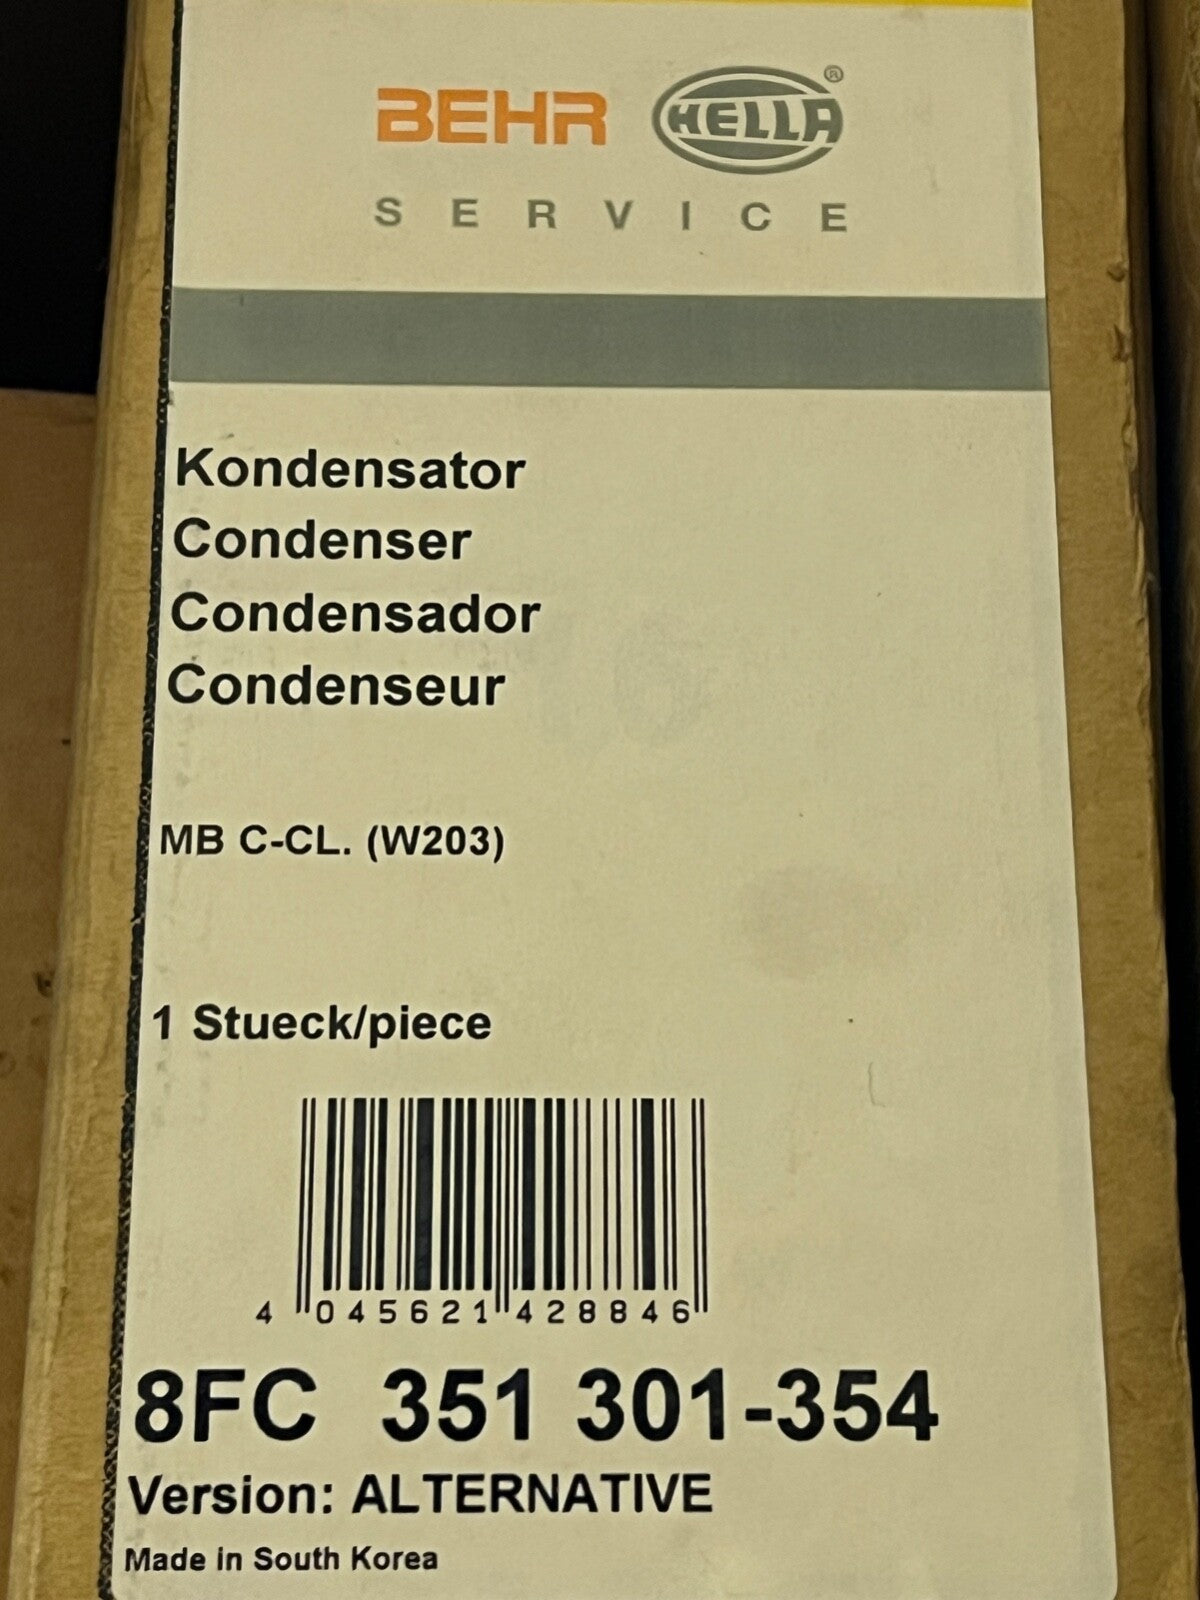 BEHR HELLA ®
SERVICE
Kondensator
Condenser
Condensador
Condenseur
MB C-CL. (W203)
1 Stueck/piece
4 045621 428846
8FC 351 301-354
Version: ALTERNATIVE
Made in South Korea